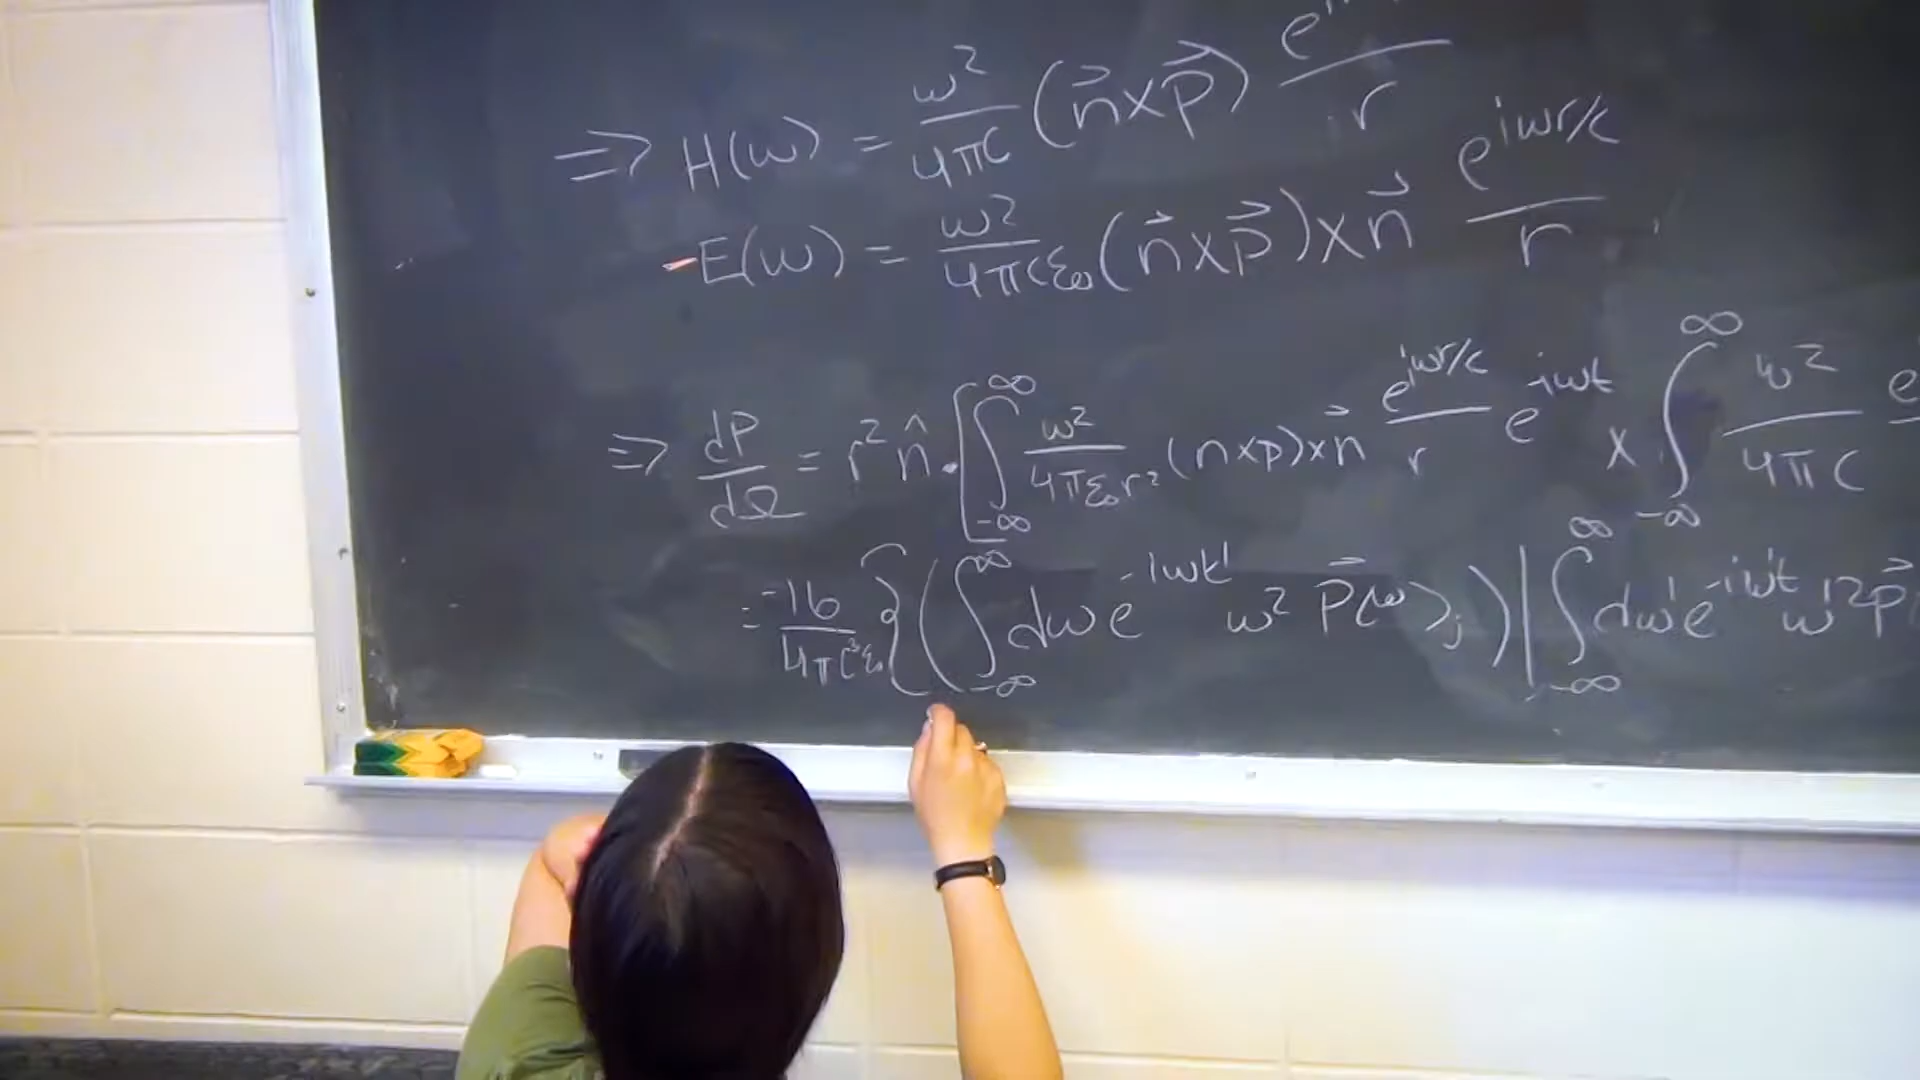 ⇒ H(ω) = ω²/4πc (n⃗×p⃗) e^i /r
-E(ω) = ω²/4πcε₀ (n⃗×p⃗)×n⃗ e^{iωr/c}/r
⇒ dP/dΩ = r² n̂ · [∫_{-∞}^{∞} ω²/4πε₀r² (n×p)×n⃗ e^{iωr/c}/r e^{-iωt} × ∫_{-∞}^{∞} ω²/4πc e
= -16/4πc³ε₀ {(∫_{-∞}^{∞} dω e^{-iωt'} ω² p⃗(ω)_j)|∫_{-∞}^{∞} dω' e^{-iω't} ω'² p⃗